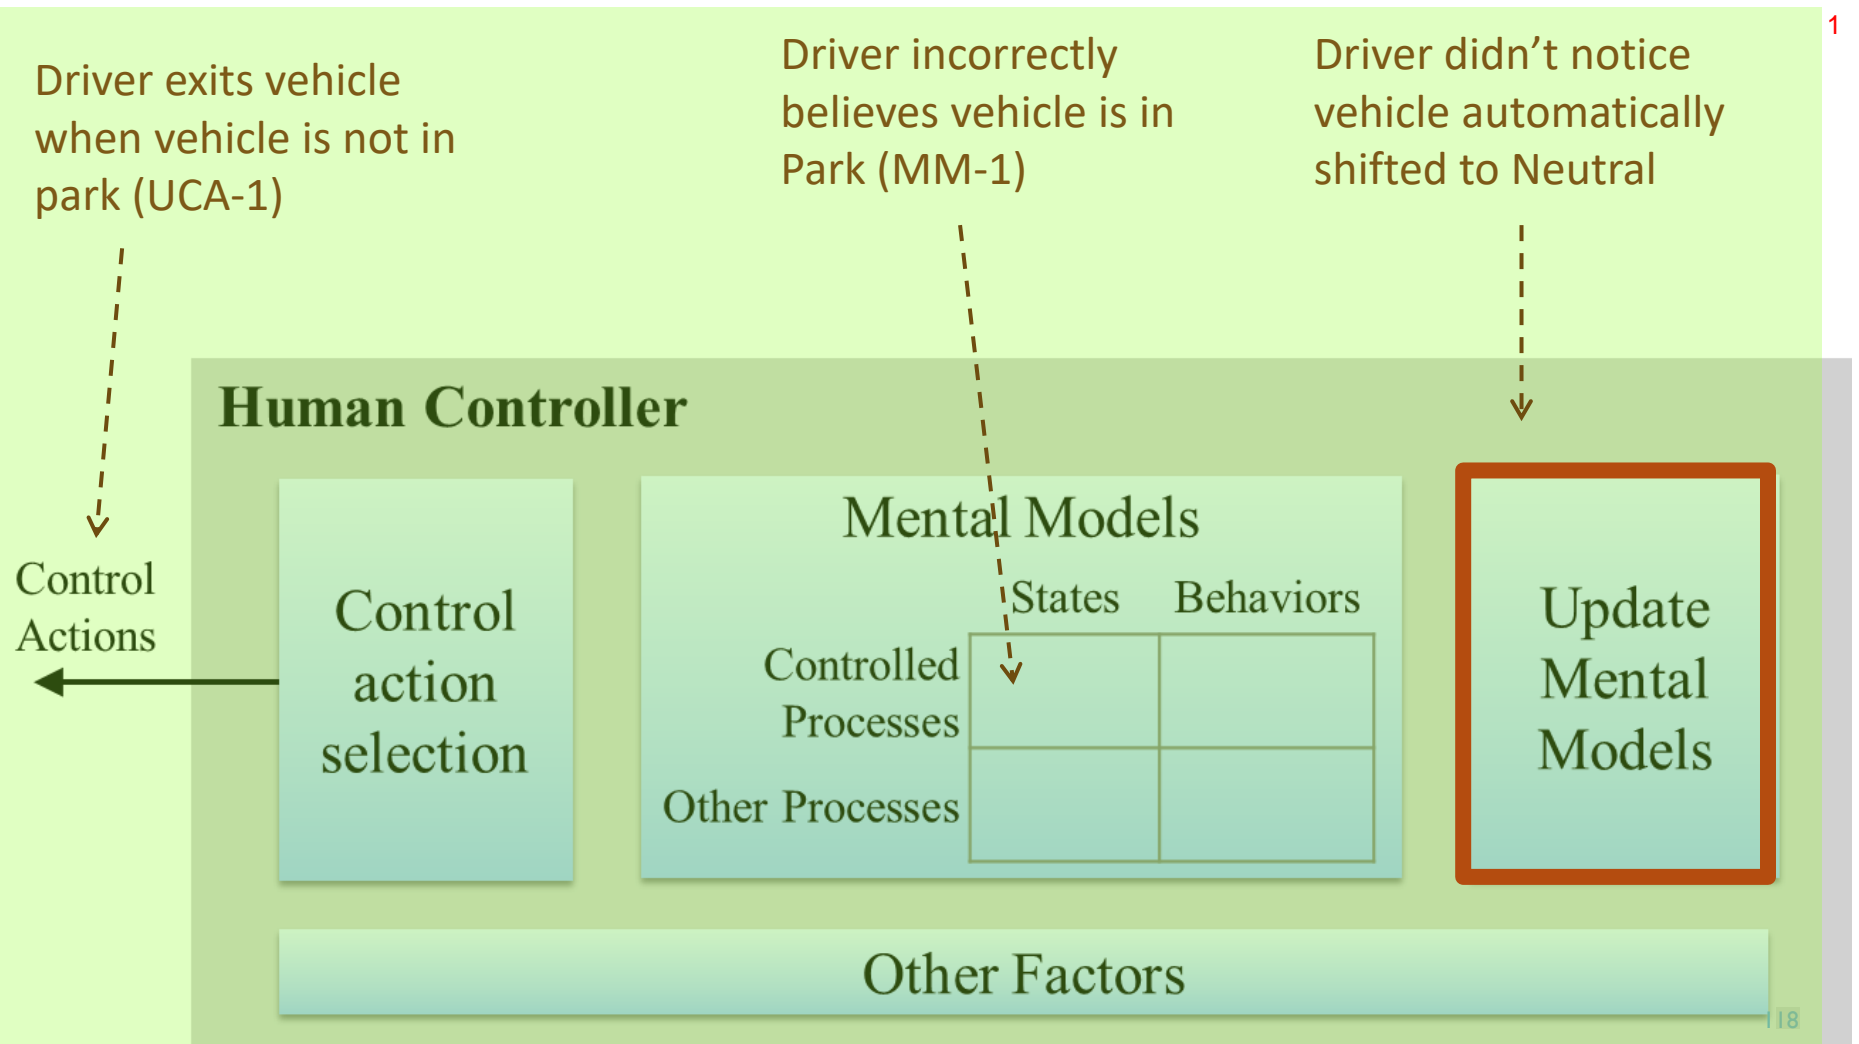 1
Driver exits vehicle
when vehicle is not in
park (UCA-1)
Driver incorrectly
believes vehicle is in
Park (MM-1)
Driver didn’t notice
vehicle automatically
shifted to Neutral
Human Controller
Control
Actions
Control
action
selection
Mental Models
States Behaviors
Controlled
Processes
Other Processes
Update
Mental
Models
Other Factors
118